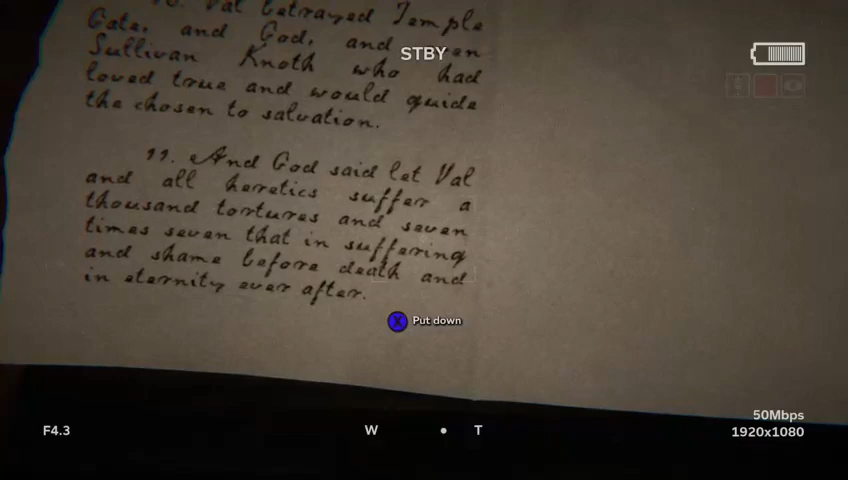 Val betrayed Temple
Gate, and God, and
Sullivan Knoth who had
loved true and would guide
the chosen to salvation.
11. And God said let Val
and all heretics suffer a
thousand tortures and seven
times seven that in suffering
and shame before death and
in eternity ever after.
STBY
X Put down
50Mbps
F4.3
W
T
1920x1080